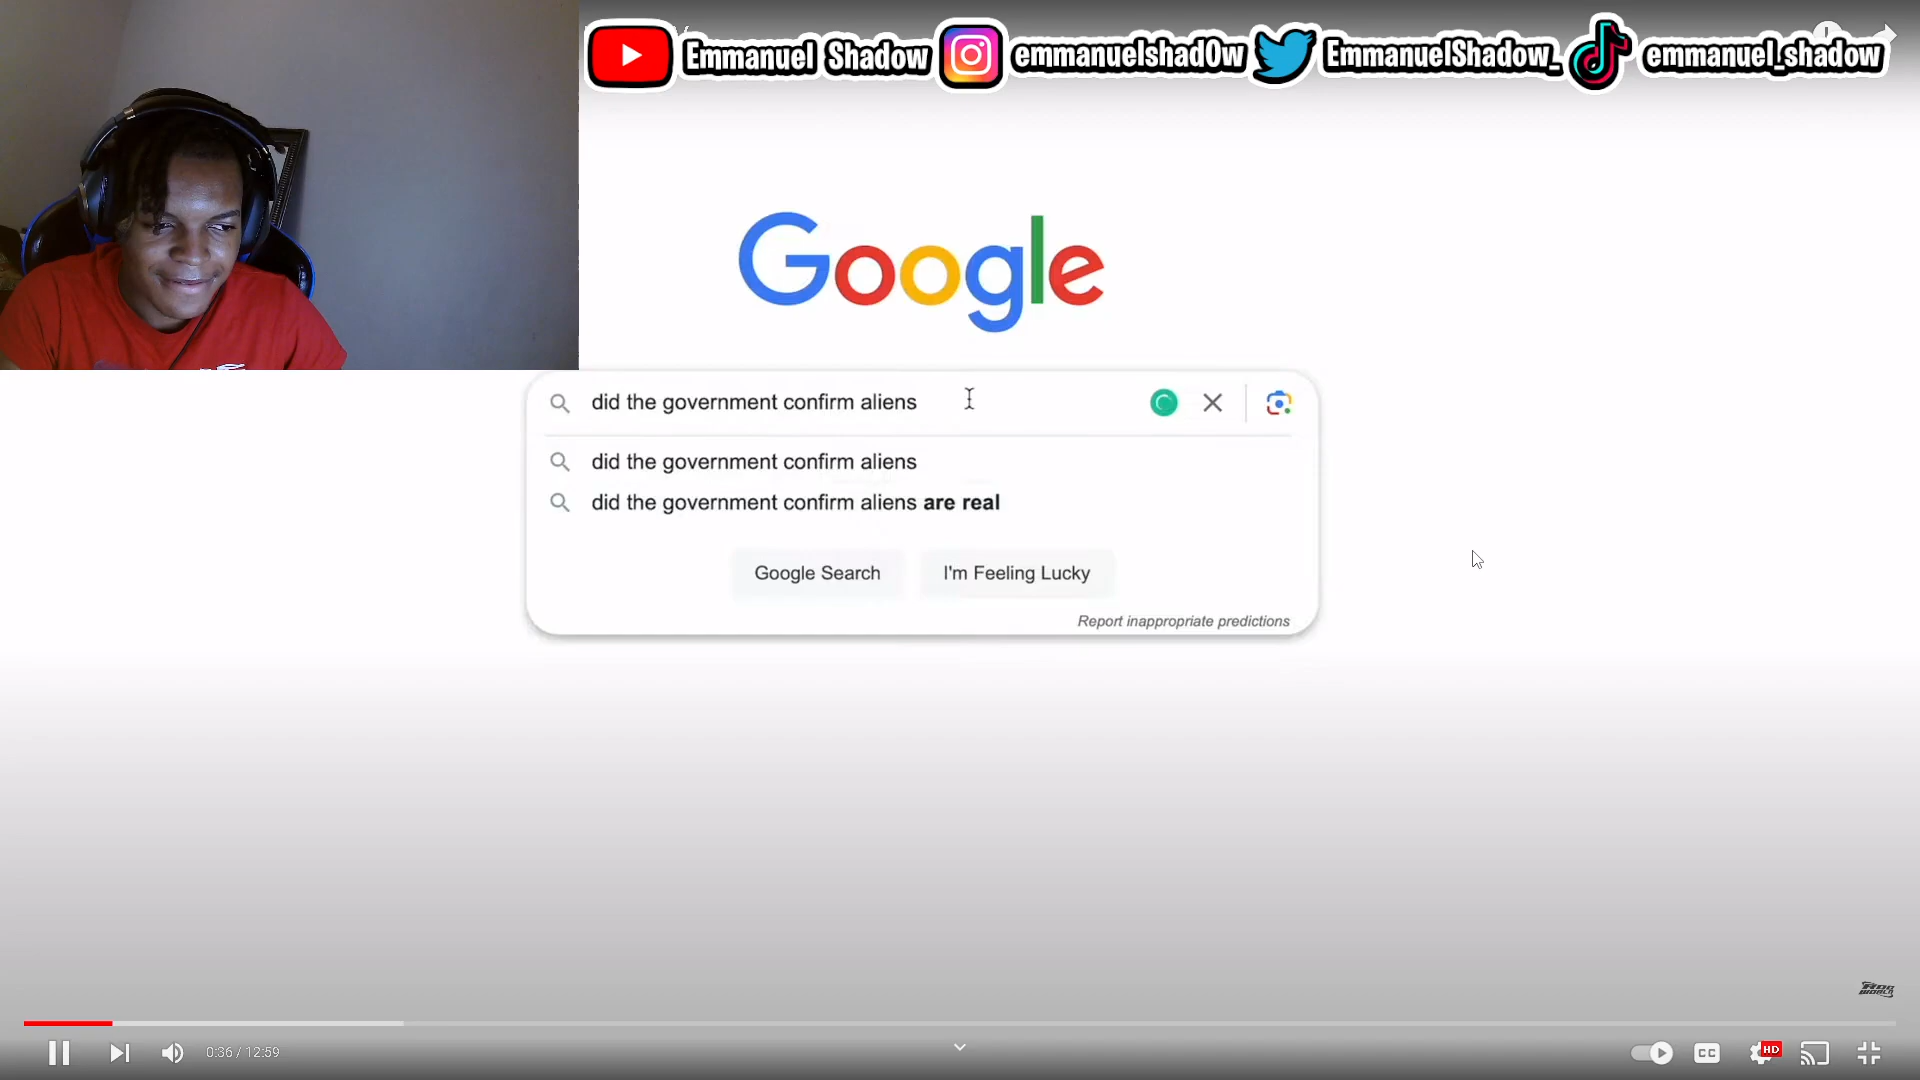 Emmanuel Shadow emmanuelshad0w EmmanuelShadow_ emmanuel_shadow
Google
did the government confirm aliens
did the government confirm aliens
did the government confirm aliens are real
Google Search I'm Feeling Lucky
Report inappropriate predictions
0:36 / 12:59
CC HD